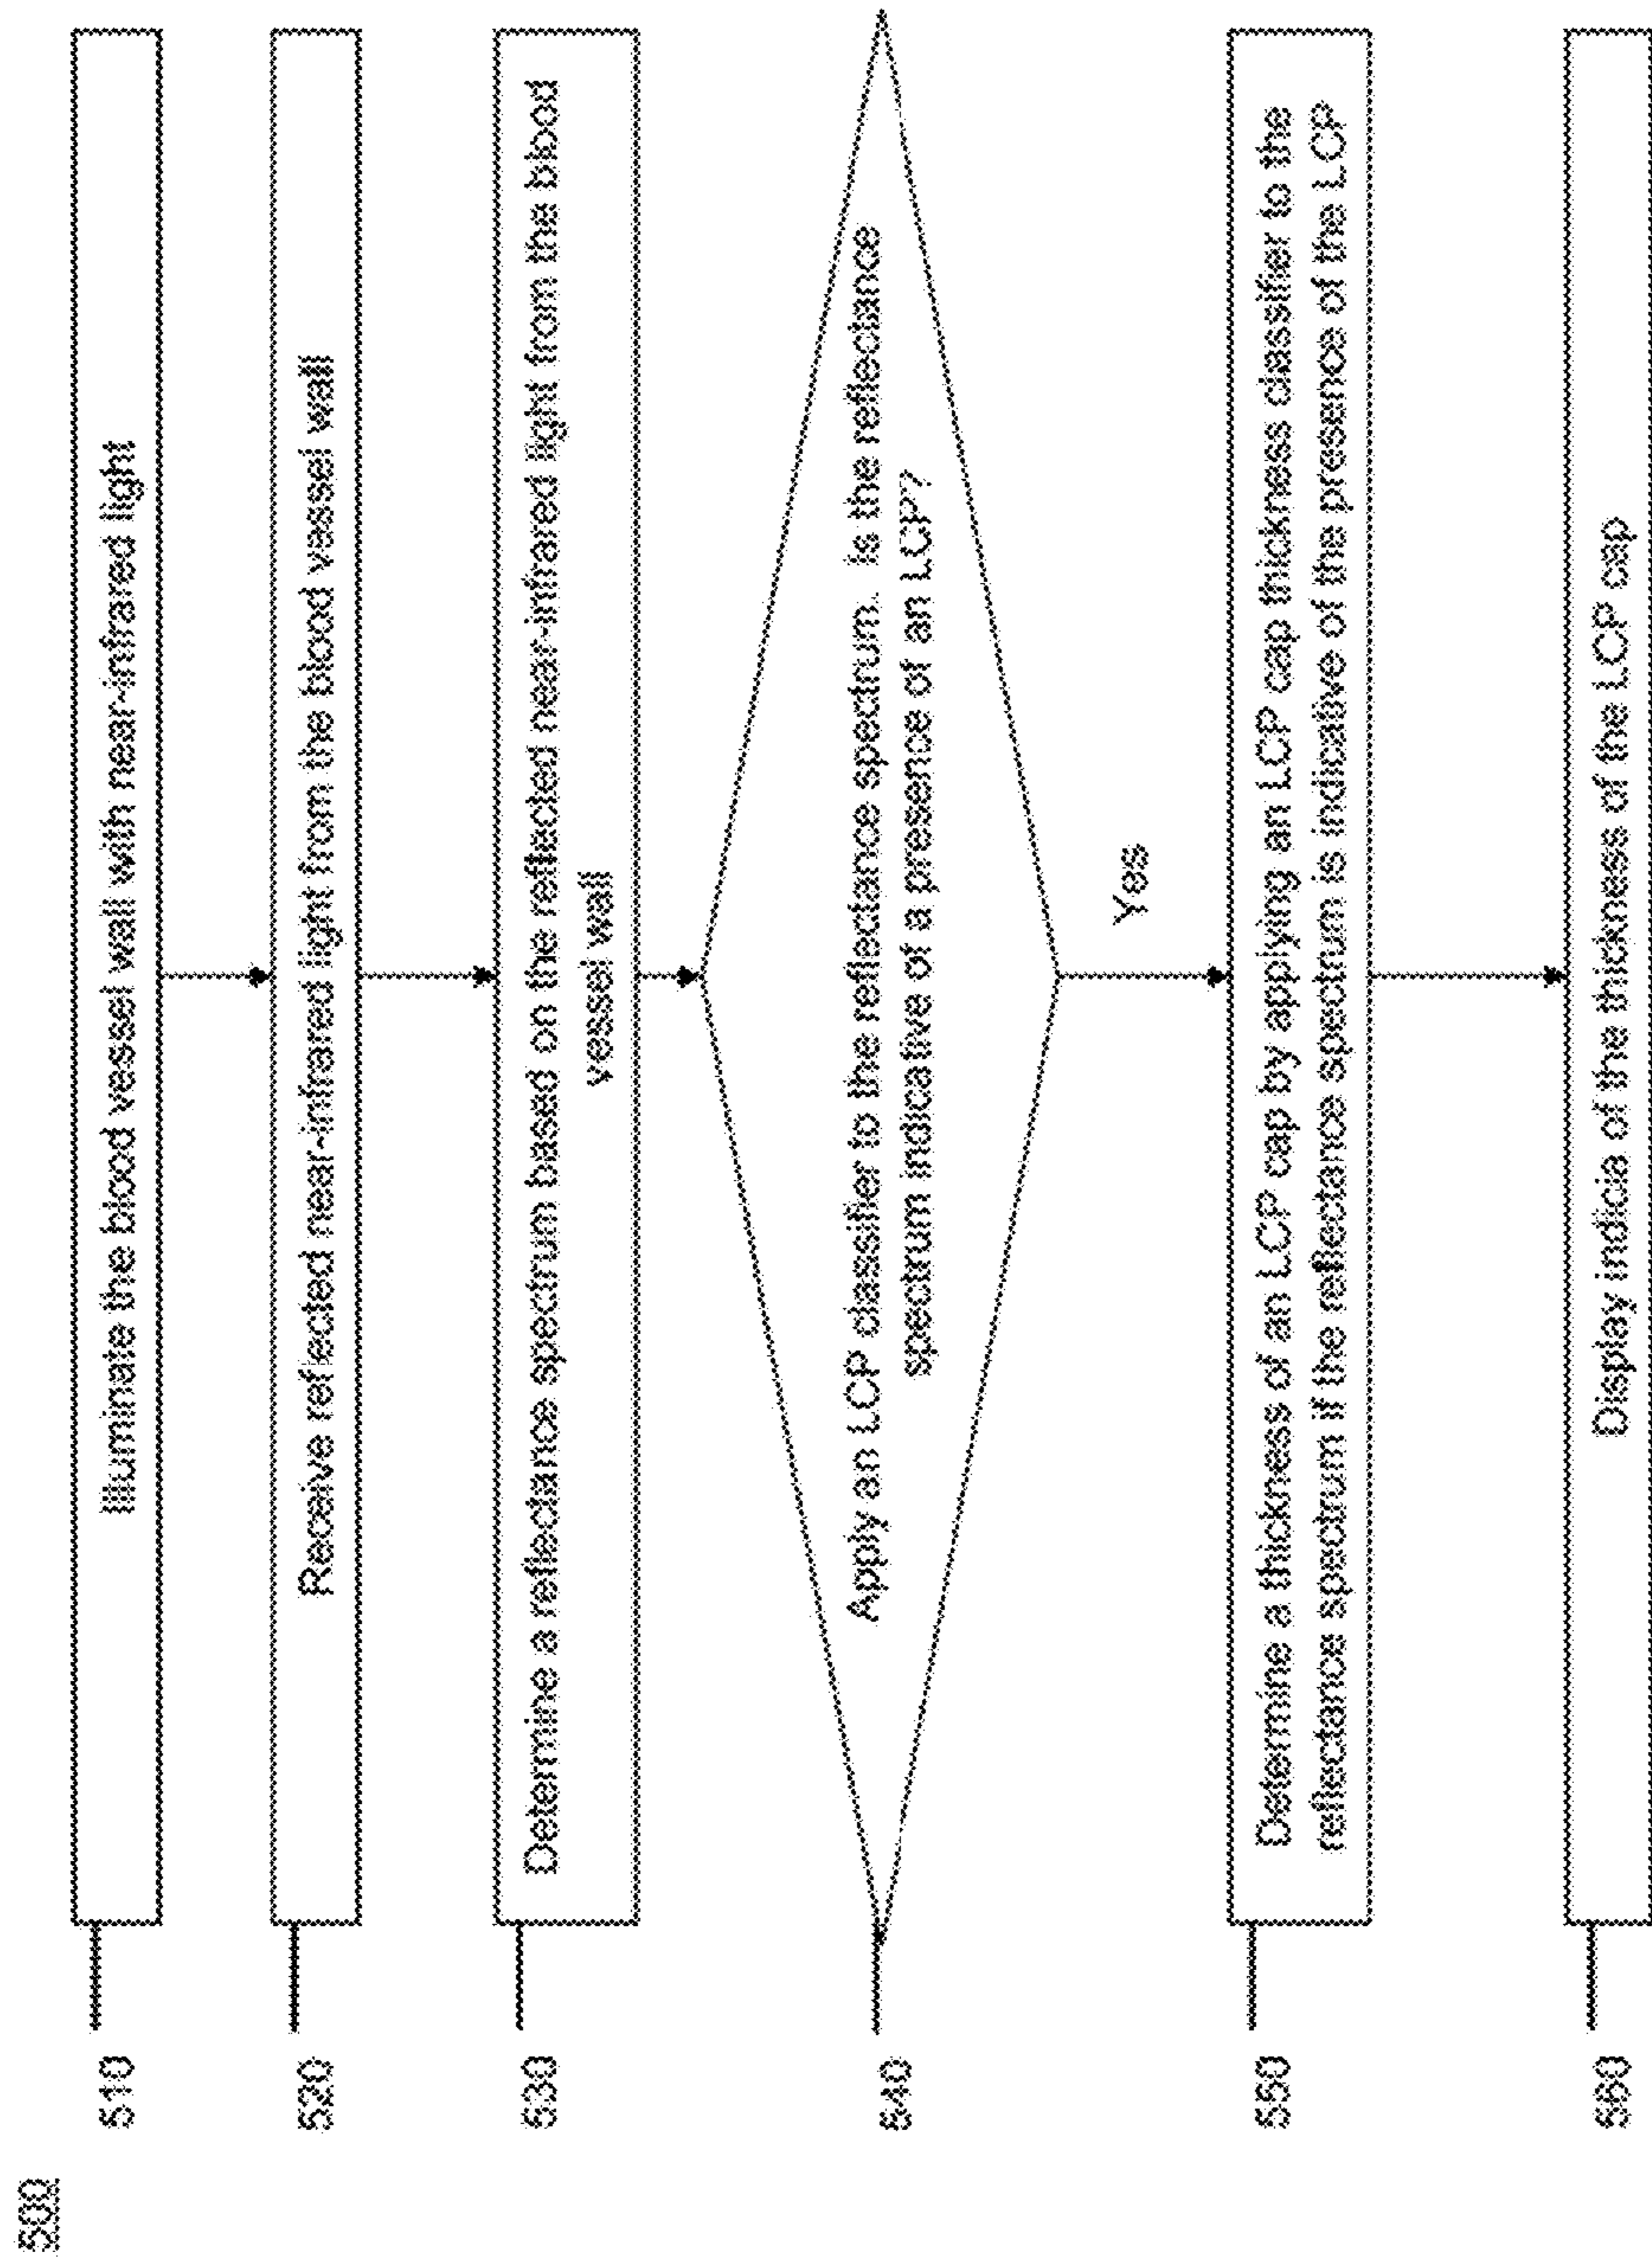 500
510
Illuminate the blood vessel wall with near-infrared light
520
Receive reflected near-infrared light from the blood vessel wall
530
Determine a reflectance spectrum based on the reflected near-infrared light from the blood
vessel wall
540
Apply an LCP classifier to the reflectance spectrum. Is the reflectance
spectrum indicative of a presence of an LCP?
Yes
550
Determine a thickness of an LCP cap by applying an LCP cap thickness classifier to the
reflectance spectrum if the reflectance spectrum is indicative of the presence of the LCP
560
Display indicia of the thickness of the LCP cap